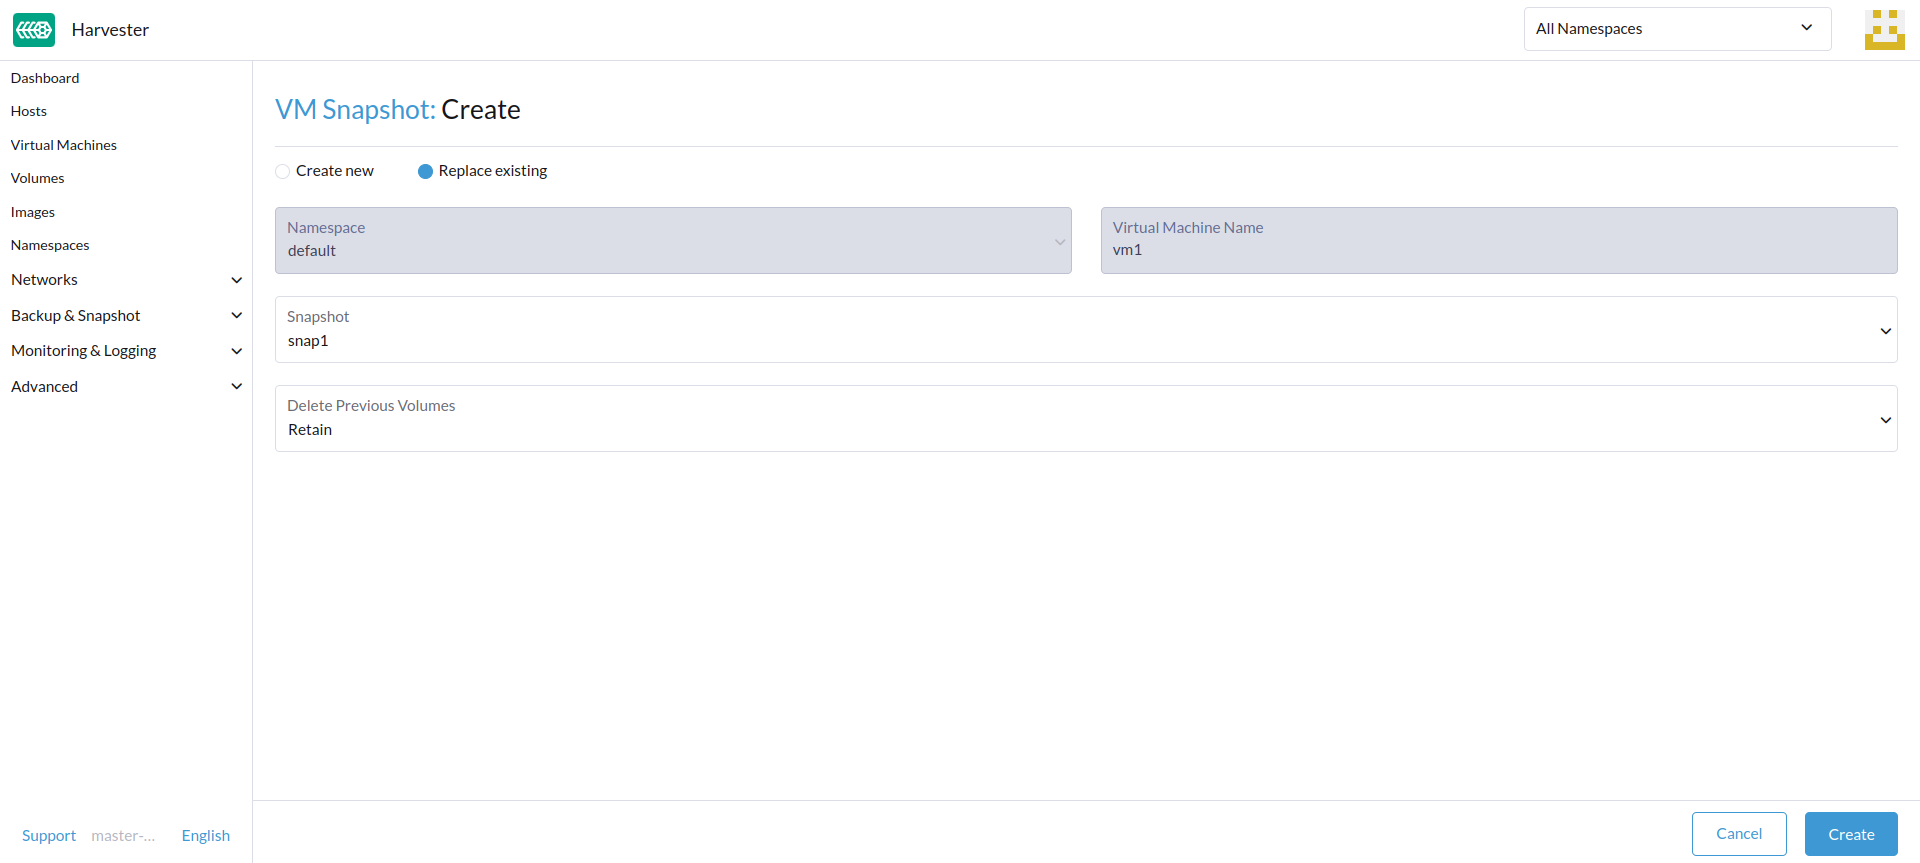 Harvester
All Namespaces
Dashboard
Hosts
Virtual Machines
Volumes
Images
Namespaces
Networks
Backup & Snapshot
Monitoring & Logging
Advanced
Support master-... English
VM Snapshot: Create
Create new Replace existing
Namespace
default
Virtual Machine Name
vm1
Snapshot
snap1
Delete Previous Volumes
Retain
Cancel Create